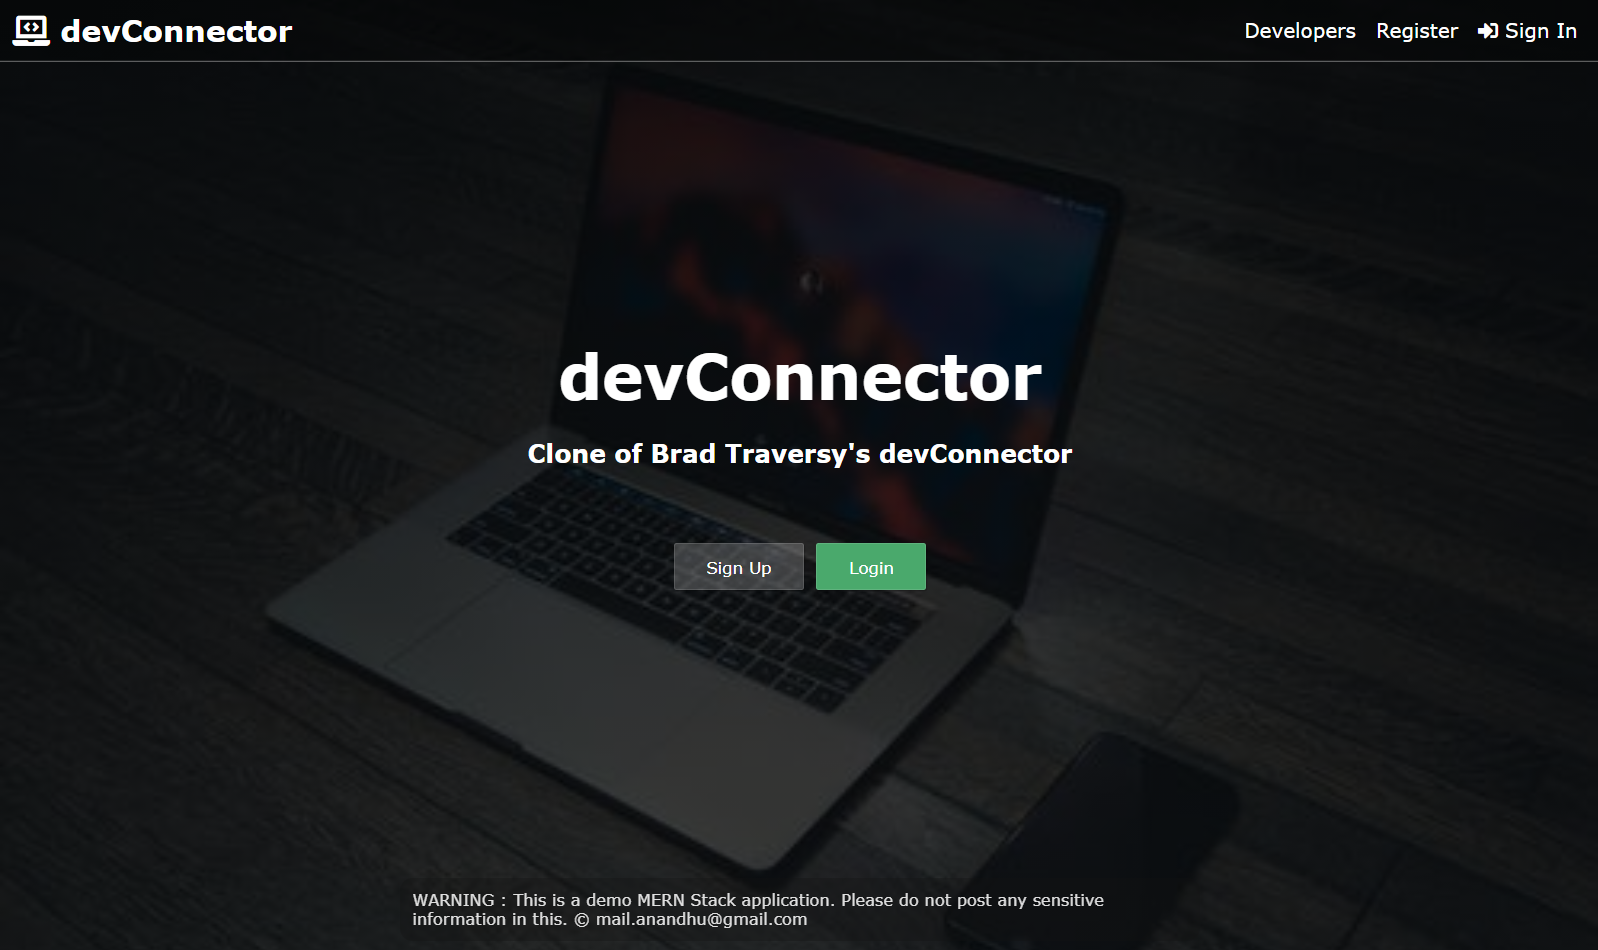 devConnector
Developers Register Sign In
devConnector
Clone of Brad Traversy's devConnector
Sign Up Login
WARNING : This is a demo MERN Stack application. Please do not post any sensitive
information in this. © mail.anandhu@gmail.com